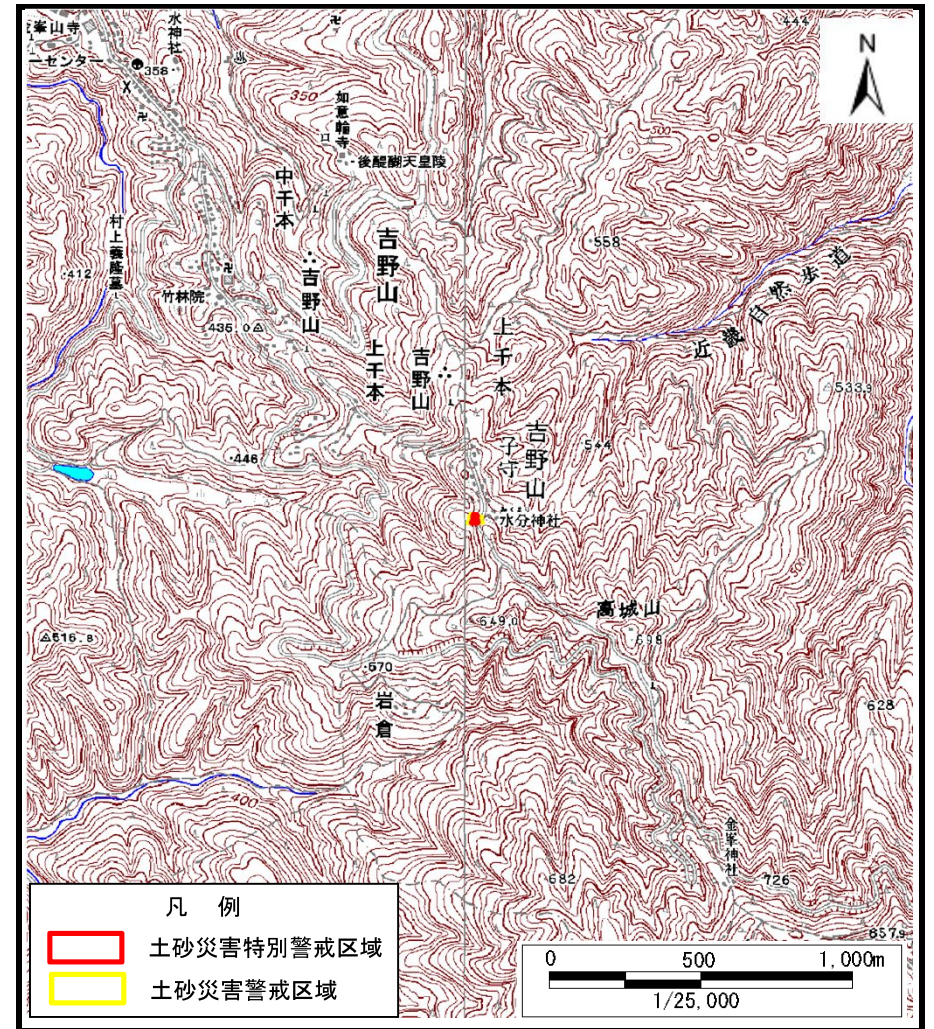 峯山寺
ーセンター
水神社
358
444
N
350
如意輪寺
後醍醐天皇陵
500
中千本
吉野山
吉野山
村上義隆墓
412
竹林院
435.0
558
近畿自然歩道
上千本
上千本
吉野山
533.9
吉野山
子守
544
446
水分神社
高城山
649.0
698
516.8
570
岩倉
628
400
金峯神社
682
726
857.9
凡 例
土砂災害特別警戒区域
土砂災害警戒区域
0 500 1,000m
1/25,000